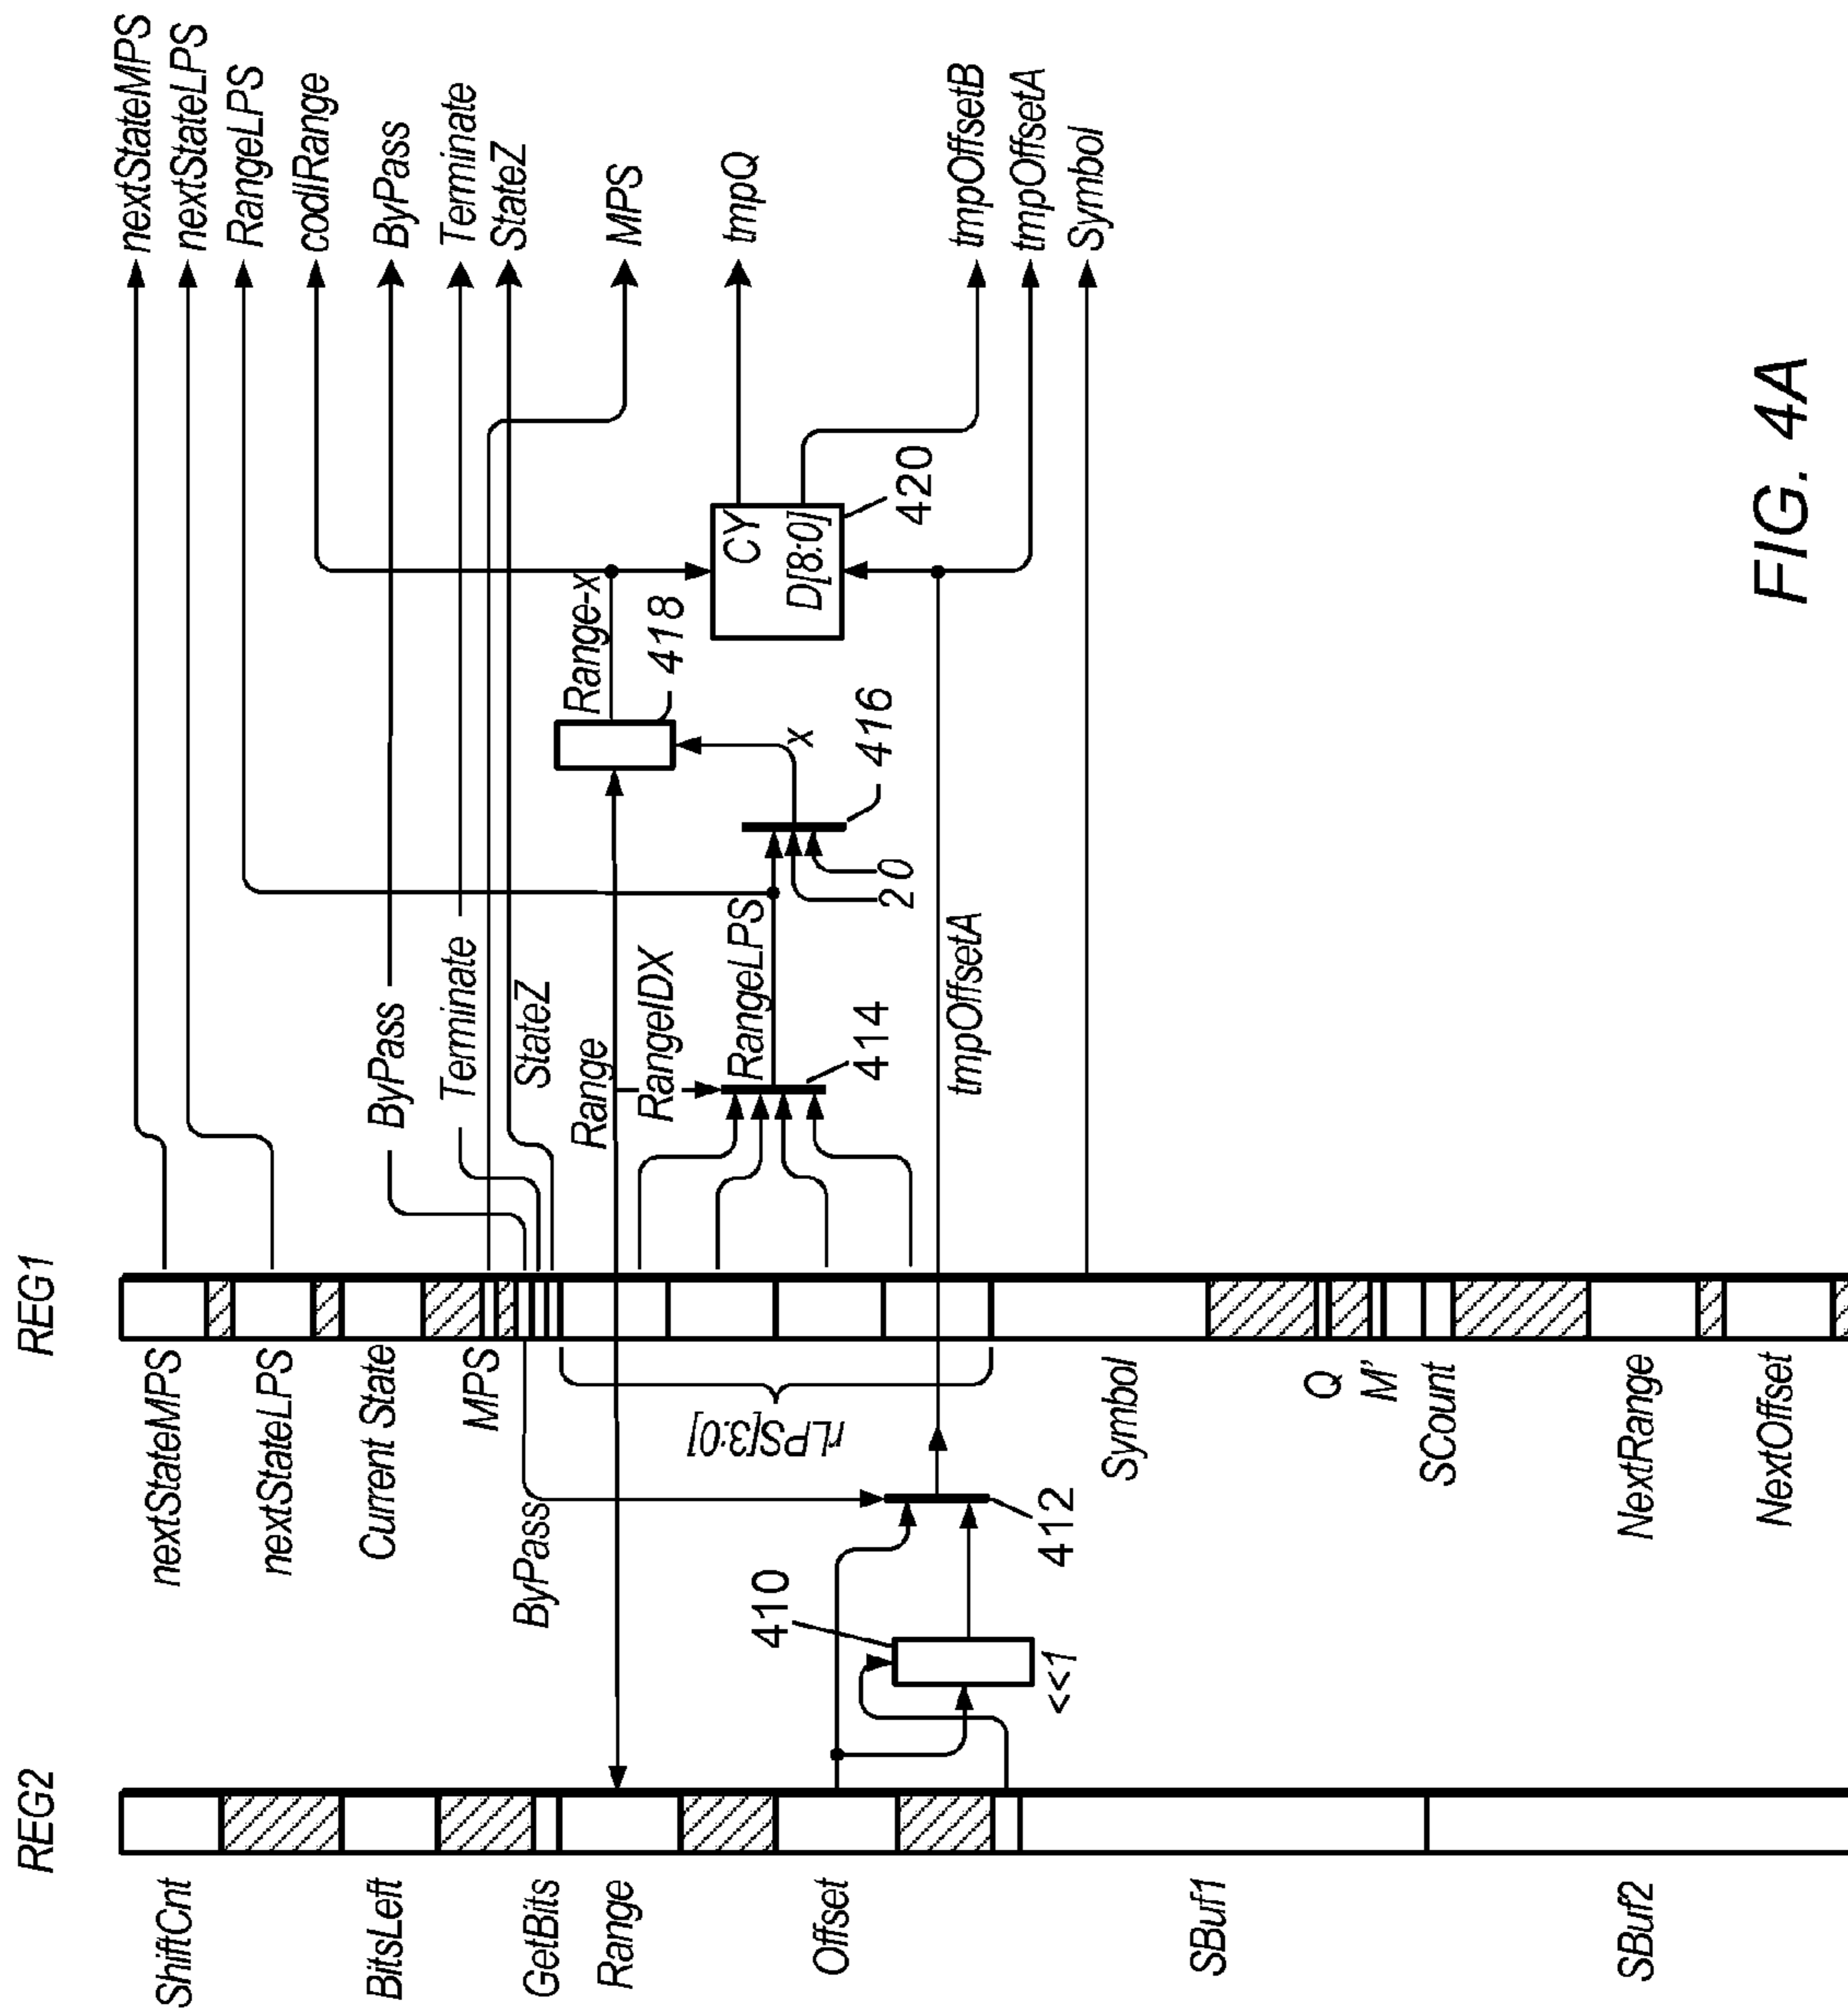 REG2
REG1
ShiftCnt
BitsLeft
GetBits
Range
Offset
SBuf1
SBuf2
410
<<1
412
ByPass
nextStateMPS
nextStateLPS
Current State
MPS
rLPS[3:0]
Symbol
Q
M'
SCount
NextRange
NextOffset
ByPass
Terminate
StateZ
Range
RangeIDX
RangeLPS
414
tmpOffsetA
2
0
x
416
Range-x
418
CY
D[8:0]
420
nextStateMPS
nextStateLPS
RangeLPS
codIRange
ByPass
Terminate
StateZ
MPS
tmpQ
tmpOffsetB
tmpOffsetA
Symbol
FIG. 4A